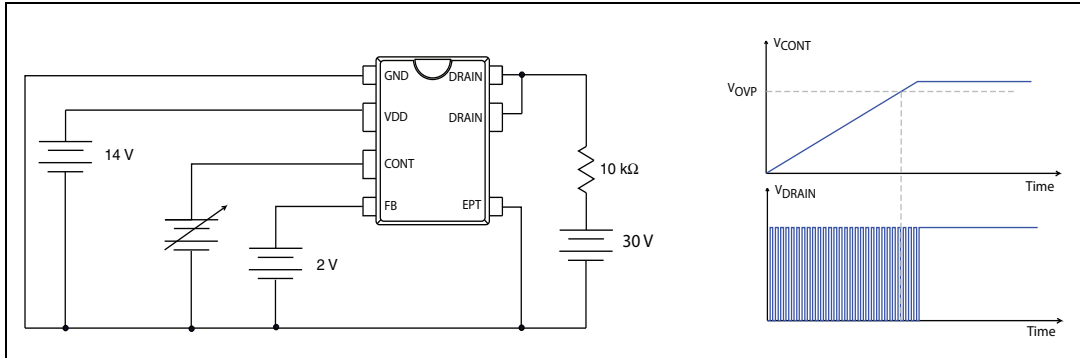 GND
DRAIN
VDD
DRAIN
CONT
FB
EPT
14 V
2 V
10 kΩ
30 V
VCONT
VOVP
Time
VDRAIN
Time